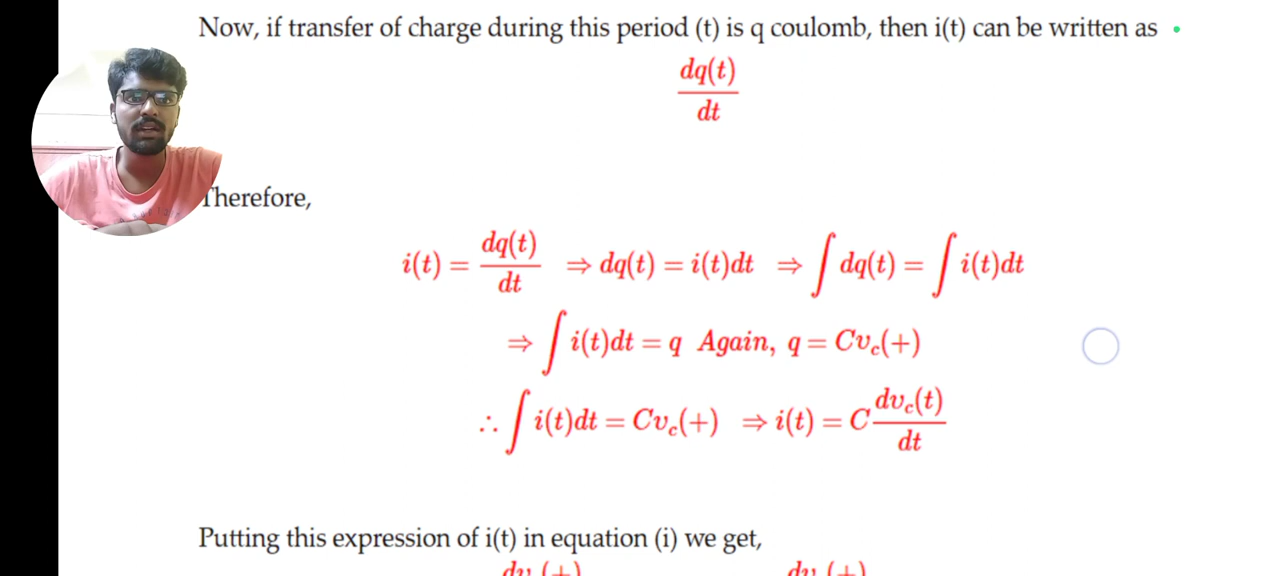 Now, if transfer of charge during this period (t) is q coulomb, then i(t) can be written as
dq(t)
dt
Therefore,
i(t) = dq(t)/dt ⇒ dq(t) = i(t)dt ⇒ ∫ dq(t) = ∫ i(t)dt
⇒ ∫ i(t)dt = q Again, q = Cv_c(+)
∴ ∫ i(t)dt = Cv_c(+) ⇒ i(t) = C dv_c(t)/dt
Putting this expression of i(t) in equation (i) we get,